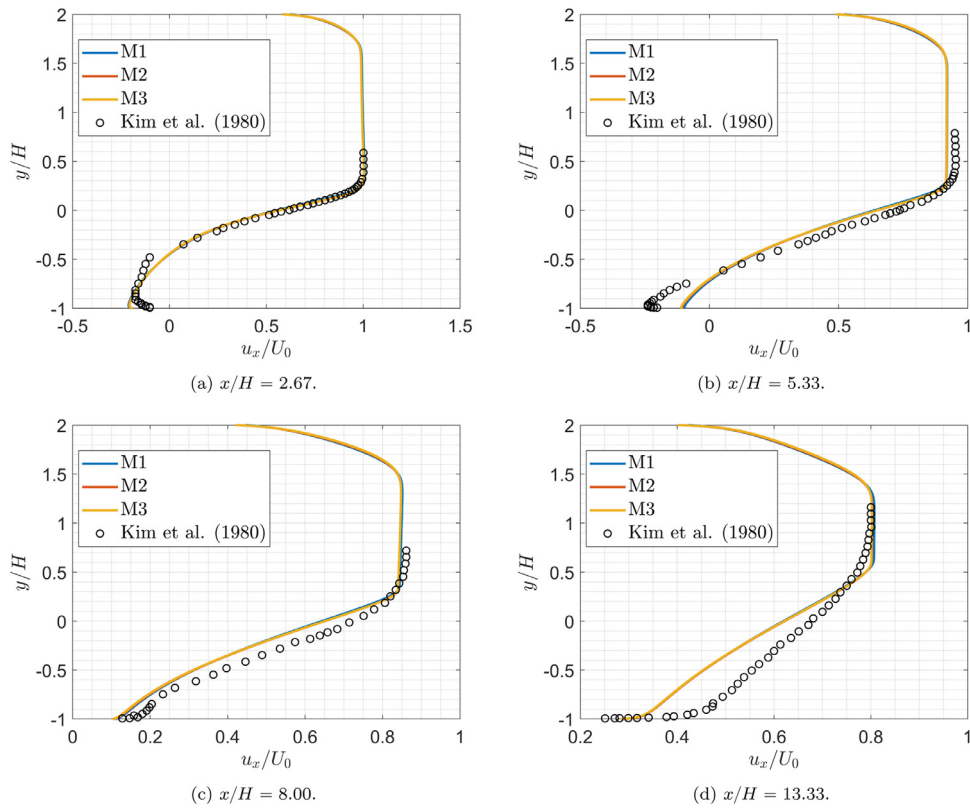 2
1.5
1
0.5
0
-0.5
-1
y/H
M1
M2
M3
Kim et al. (1980)
-0.5 0 0.5 1 1.5
u_x/U_0
(a) x/H = 2.67.
2
1.5
1
0.5
0
-0.5
-1
y/H
M1
M2
M3
Kim et al. (1980)
-0.5 0 0.5 1
u_x/U_0
(b) x/H = 5.33.
2
1.5
1
0.5
0
-0.5
-1
y/H
M1
M2
M3
Kim et al. (1980)
0 0.2 0.4 0.6 0.8 1
u_x/U_0
(c) x/H = 8.00.
2
1.5
1
0.5
0
-0.5
-1
y/H
M1
M2
M3
Kim et al. (1980)
0.2 0.4 0.6 0.8 1
u_x/U_0
(d) x/H = 13.33.